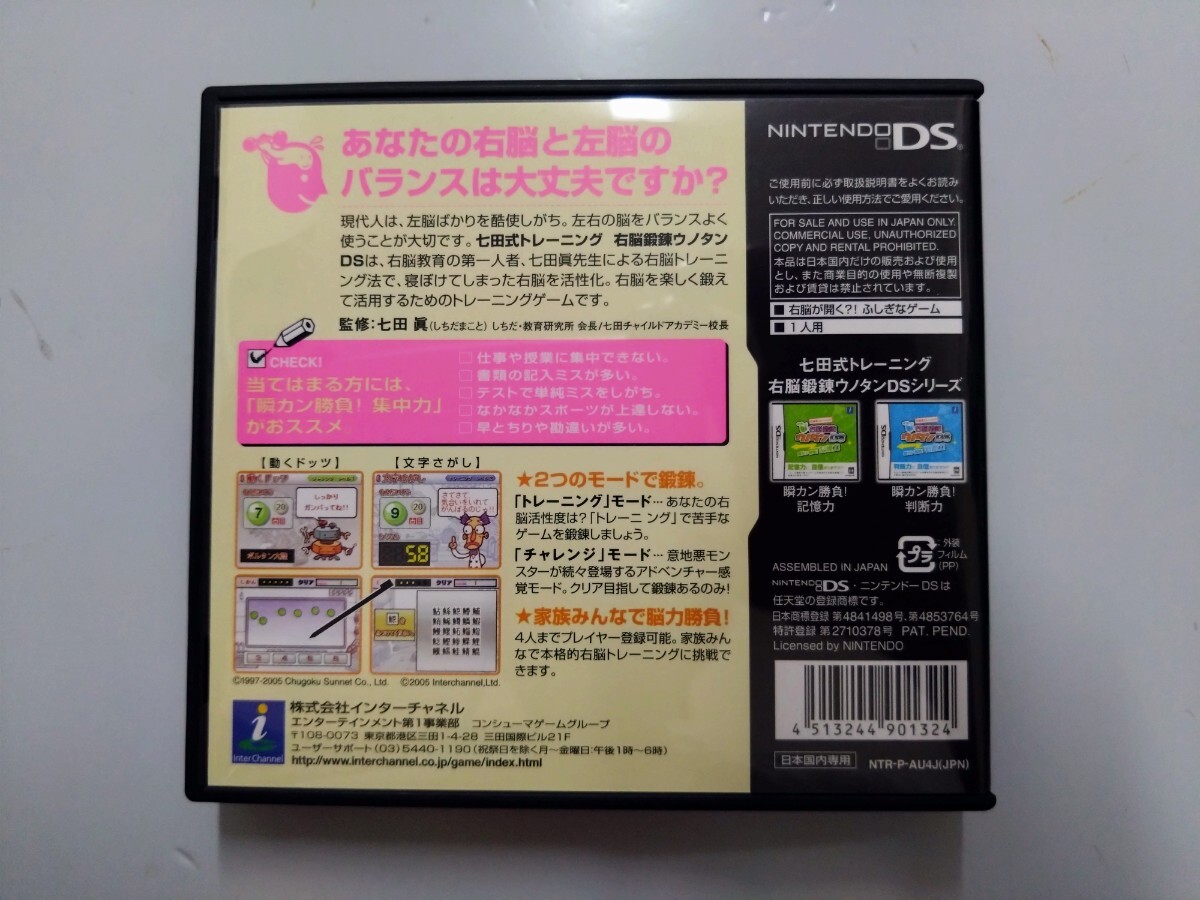 あなたの右脳と左脳の
バランスは大丈夫ですか?
現代人は、左脳ばかりを酷使しがち。左右の脳をバランスよく
使うことが大切です。七田式トレーニング 右脳鍛錬ウノタン
DSは、右脳教育の第一人者、七田眞先生による右脳トレーニ
ング法で、寝ぼけてしまった右脳を活性化。右脳を楽しく鍛え
て活用するためのトレーニングゲームです。
監修:七田 眞(しちだまこと) しちだ・教育研究所 会長/七田チャイルドアカデミー校長
CHECK!
当てはまる方には、
「瞬カン勝負! 集中力」
がおススメ
□仕事や授業に集中できない。
□書類の記入ミスが多い。
□テストで単純ミスをしがち。
□なかなかスポーツが上達しない。
□早とちりや勘違いが多い。
【動くドッツ】
【文字さがし】
動くドッツ
7
20
しっかり
ガンバってね!!
9
20
さてさて
気合いをいれて
がんばるのじゃ!!
58
クリア
クリア
©1997-2005 Chugoku Sunnet Co., Ltd. ©2005 Interchannel,Ltd.
★2つのモードで鍛錬。
「トレーニング」モード…あなたの右
脳活性度は?「トレーニング」で苦手な
ゲームを鍛錬しましょう。
「チャレンジ」モード…意地悪モン
スターが続々登場するアドベンチャー感
覚モード。クリア目指して鍛錬あるのみ!
★家族みんなで脳力勝負!
4人までプレイヤー登録可能。家族みん
なで本格的右脳トレーニングに挑戦で
きます。
InterChannel
株式会社インターチャネル
エンターテインメント第1事業部 コンシューマゲームグループ
〒108-0073 東京都港区三田1-4-28 三田国際ビル21F
ユーザーサポート(03)5440-1190(祝祭日を除く月〜金曜日:午後1時〜6時)
http://www.interchannel.co.jp/game/index.html
NINTENDO DS®
ご使用前に必ず取扱説明書をよくお読み
いただき、正しい使用方法でご愛用ください。
FOR SALE AND USE IN JAPAN ONLY.
COMMERCIAL USE, UNAUTHORIZED
COPY AND RENTAL PROHIBITED.
本品は日本国内だけの販売および使用
とし、また商業目的の使用や無断複製
および賃貸は禁止されています。
■右脳が開く?! ふしぎなゲーム
■1人用
七田式トレーニング
右脳鍛錬ウノタンDSシリーズ
瞬カン勝負!
記憶力
瞬カン勝負!
判断力
プラ
:外装
フィルム
(PP)
ASSEMBLED IN JAPAN
NINTENDO DS・ニンテンドーDSは
任天堂の登録商標です。
日本商標登録 第4841498号、第4853764号
特許登録 第2710378号 PAT. PEND.
Licensed by NINTENDO
4 513244 901324
日本国内専用
NTR-P-AU4J(JPN)